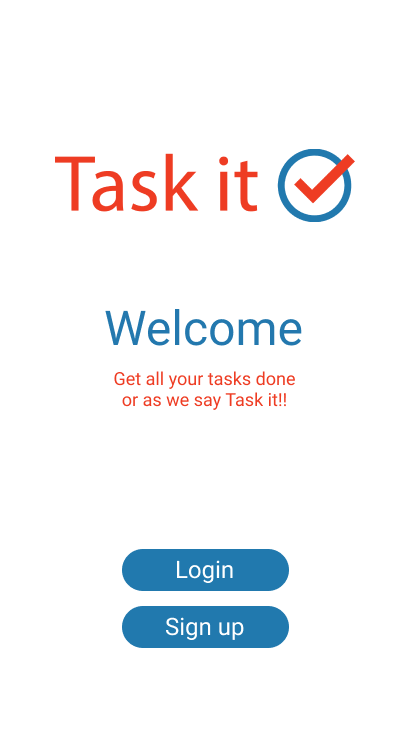 Task it
Welcome
Get all your tasks done
or as we say Task it!!
Login
Sign up